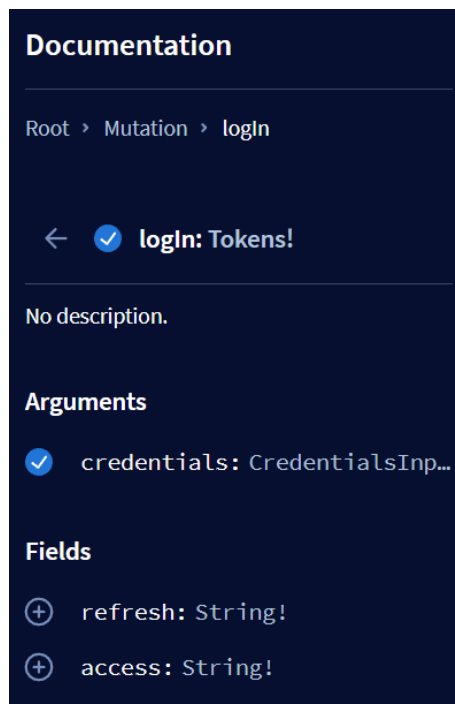 Documentation
Root › Mutation › logIn
logIn: Tokens!
No description.
Arguments
credentials: CredentialsInp…
Fields
refresh: String!
access: String!